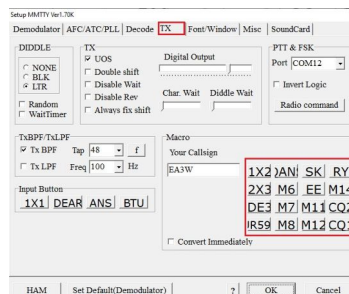 Setup MMTTY Ver1.70K
Demodulator AFC/ATC/PLL Decode TX Font/Window Misc SoundCard
DIDDLE
NONE
BLK
LTR
Random
WaitTimer
TX
UOS
Double shift
Disable Wait
Disable Rev
Always fix shift
Digital Output
Char. Wait Diddle Wait
PTT & FSK
Port COM12
Invert Logic
Radio command
TxBPF/TxLPF
Tx BPF Tap 48 f
Tx LPF Freq 100 Hz
Input Button
1X1 DEAR ANS BTU
Macro
Your Callsign
EA3W
1X2 SK RY
2X3 M6 EE M14
DE3 M7 M11 CQ2
M8 M12
Convert Immediately
HAM Set Default(Demodulator) ? OK Cancel